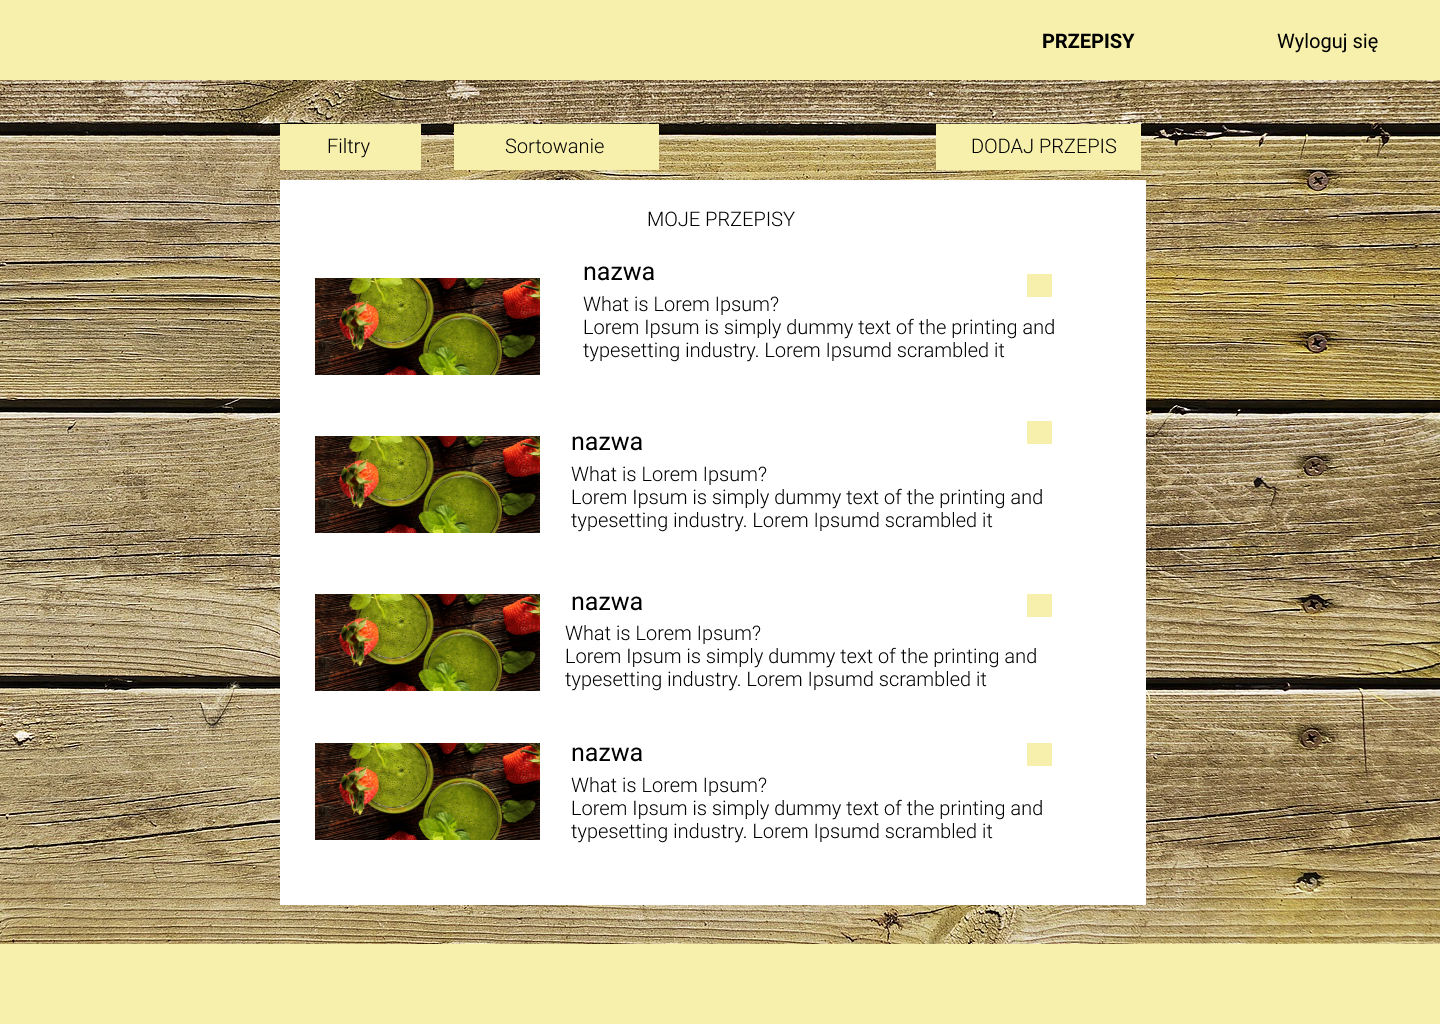 PRZEPISY
Wyloguj się
Filtry
Sortowanie
DODAJ PRZEPIS
MOJE PRZEPISY
nazwa
What is Lorem Ipsum?
Lorem Ipsum is simply dummy text of the printing and
typesetting industry. Lorem Ipsumd scrambled it
nazwa
What is Lorem Ipsum?
Lorem Ipsum is simply dummy text of the printing and
typesetting industry. Lorem Ipsumd scrambled it
nazwa
What is Lorem Ipsum?
Lorem Ipsum is simply dummy text of the printing and
typesetting industry. Lorem Ipsumd scrambled it
nazwa
What is Lorem Ipsum?
Lorem Ipsum is simply dummy text of the printing and
typesetting industry. Lorem Ipsumd scrambled it